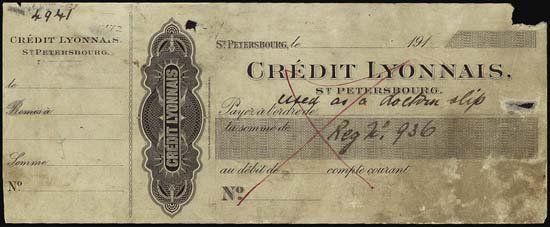 4941
CRÉDIT LYONNAIS.
ST PETERSBOURG.
le
Remis à
Somme
No
CRÉDIT LYONNAIS
ST PETERSBOURG, le 191
CRÉDIT LYONNAIS,
ST PETERSBOURG.
used as a doctors slip
Payez à l'ordre de
la somme de
Reg No. 936
au débit de compte courant
No